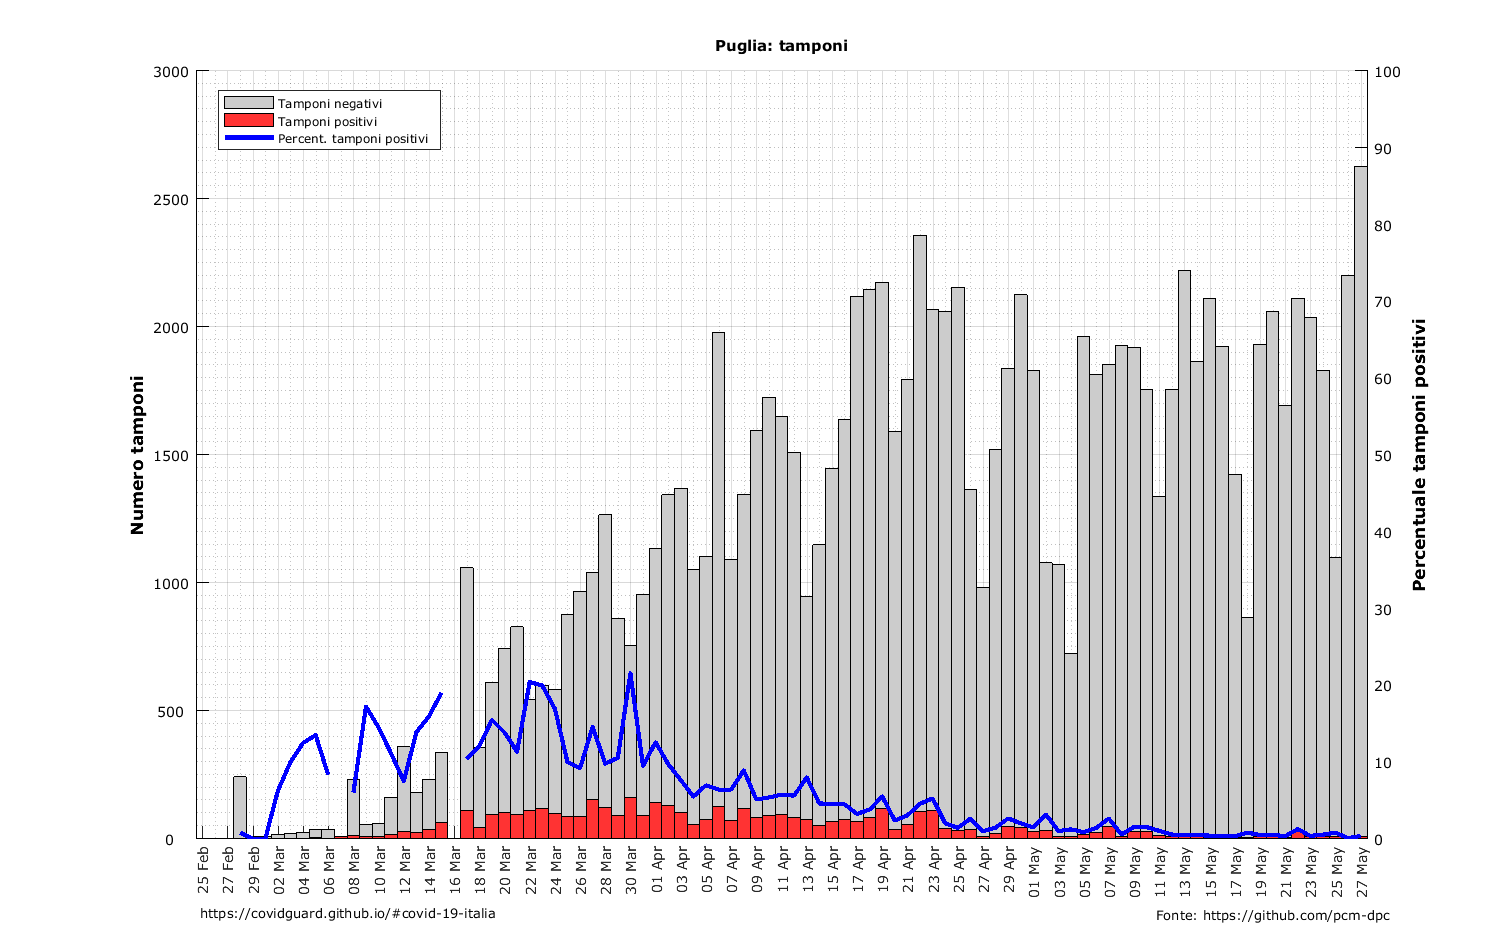 Puglia: tamponi
Tamponi negativi
Tamponi positivi
Percent. tamponi positivi
Numero tamponi
3000
2500
2000
1500
1000
500
0
Percentuale tamponi positivi
100
90
80
70
60
50
40
30
20
10
0
25 Feb
27 Feb
29 Feb
02 Mar
04 Mar
06 Mar
08 Mar
10 Mar
12 Mar
14 Mar
16 Mar
18 Mar
20 Mar
22 Mar
24 Mar
26 Mar
28 Mar
30 Mar
01 Apr
03 Apr
05 Apr
07 Apr
09 Apr
11 Apr
13 Apr
15 Apr
17 Apr
19 Apr
21 Apr
23 Apr
25 Apr
27 Apr
29 Apr
01 May
03 May
05 May
07 May
09 May
11 May
13 May
15 May
17 May
19 May
21 May
23 May
25 May
27 May
https://covidguard.github.io/#covid-19-italia
Fonte: https://github.com/pcm-dpc